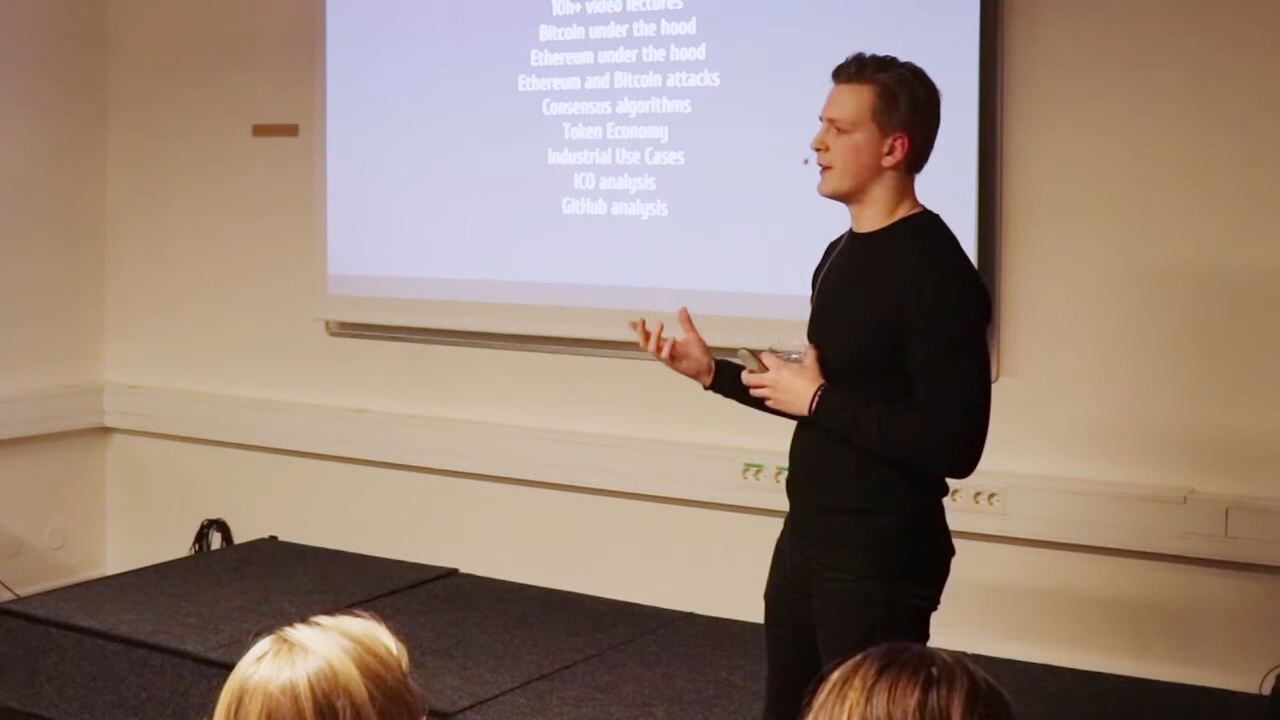 10h+ video lectures
Bitcoin under the hood
Ethereum under the hood
Ethereum and Bitcoin attacks
Consensus algorithms
Token Economy
Industrial Use Cases
ICO analysis
GitHub analysis